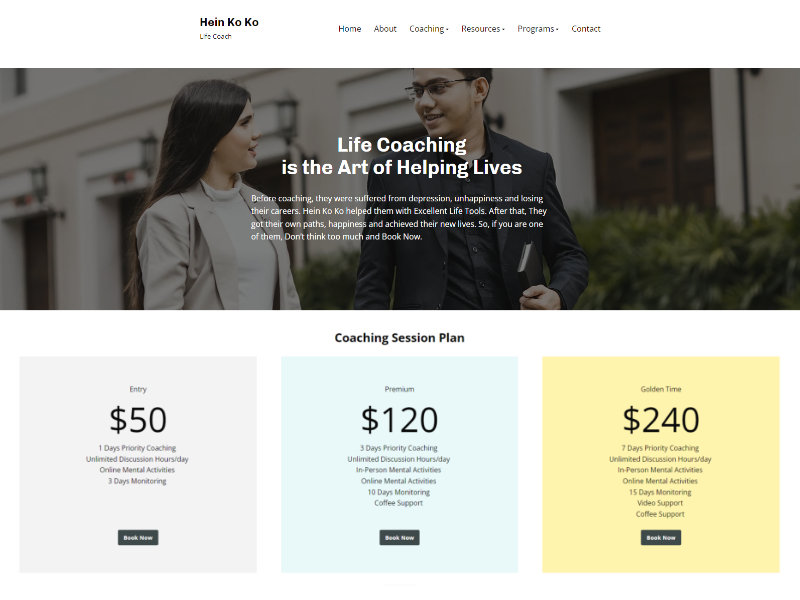 Hein Ko Ko
Life Coach
Home About Coaching Resources Programs Contact
Life Coaching
is the Art of Helping Lives
Before coaching, they were suffered from depression, unhappiness and losing
their careers. Hein Ko Ko helped them with Excellent Life Tools. After that, They
got their own paths, happiness and achieved their new lives. So, if you are one
of them, Don't think too much and Book Now.
Coaching Session Plan
Entry
$50
1 Days Priority Coaching
Unlimited Discussion Hours/day
Online Mental Activities
3 Days Monitoring
Book Now
Premium
$120
3 Days Priority Coaching
Unlimited Discussion Hours/day
In-Person Mental Activities
Online Mental Activities
10 Days Monitoring
Coffee Support
Book Now
Golden Time
$240
7 Days Priority Coaching
Unlimited Discussion Hours/day
In-Person Mental Activities
Online Mental Activities
15 Days Monitoring
Video Support
Coffee Support
Book Now